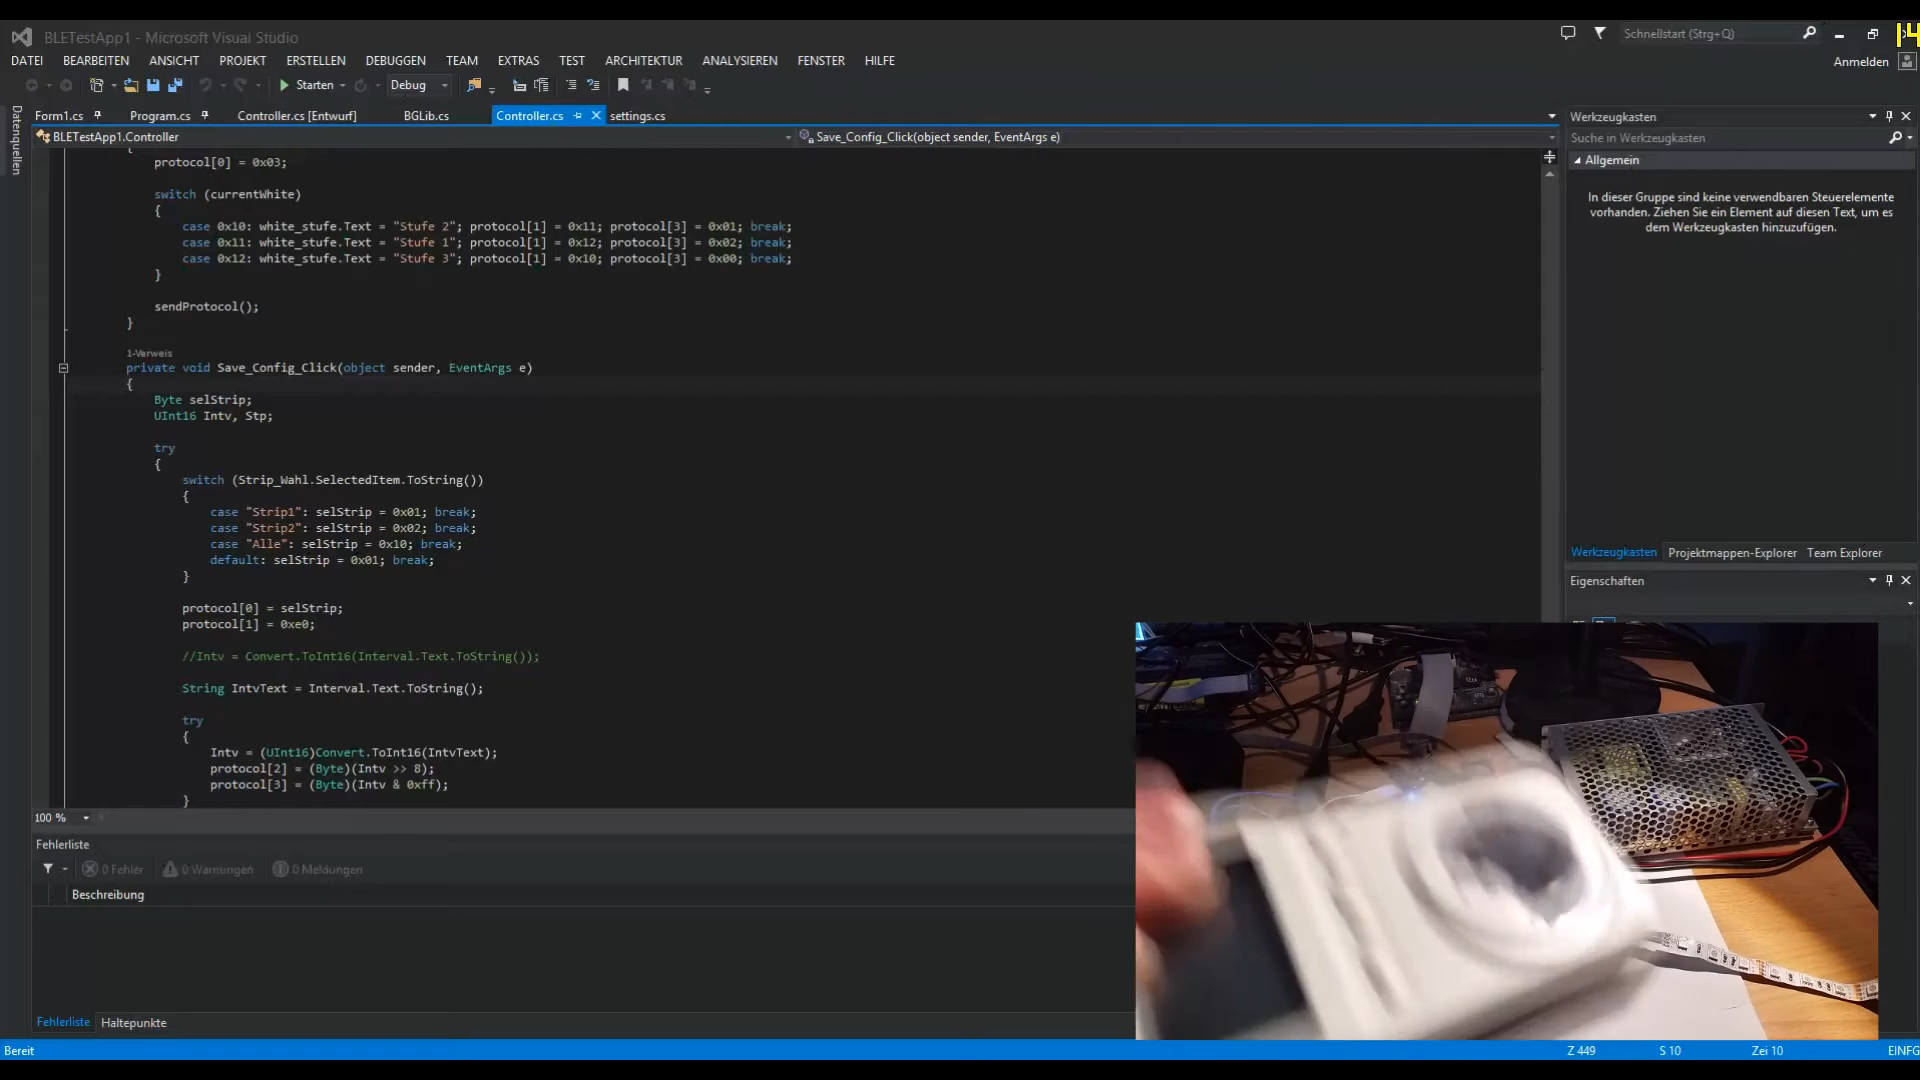 BLETestApp1 - Microsoft Visual Studio
Schnellstart (Strg+Q)
DATEI BEARBEITEN ANSICHT PROJEKT ERSTELLEN DEBUGGEN TEAM EXTRAS TEST ARCHITEKTUR ANALYSIEREN FENSTER HILFE
Anmelden
Starten Debug
Datenquellen
Form1.cs Program.cs Controller.cs [Entwurf] BGLib.cs Controller.cs settings.cs
BLETestApp1.Controller Save_Config_Click(object sender, EventArgs e)
{
protocol[0] = 0x03;
switch (currentWhite)
{
case 0x10: white_stufe.Text = "Stufe 2"; protocol[1] = 0x11; protocol[3] = 0x01; break;
case 0x11: white_stufe.Text = "Stufe 1"; protocol[1] = 0x12; protocol[3] = 0x02; break;
case 0x12: white_stufe.Text = "Stufe 3"; protocol[1] = 0x10; protocol[3] = 0x00; break;
}
sendProtocol();
}
1-Verweis
private void Save_Config_Click(object sender, EventArgs e)
{
Byte selStrip;
UInt16 Intv, Stp;
try
{
switch (Strip_Wahl.SelectedItem.ToString())
{
case "Strip1": selStrip = 0x01; break;
case "Strip2": selStrip = 0x02; break;
case "Alle": selStrip = 0x10; break;
default: selStrip = 0x01; break;
}
protocol[0] = selStrip;
protocol[1] = 0xe0;
//Intv = Convert.ToInt16(Interval.Text.ToString());
String IntvText = Interval.Text.ToString();
try
{
Intv = (UInt16)Convert.ToInt16(IntvText);
protocol[2] = (Byte)(Intv >> 8);
protocol[3] = (Byte)(Intv & 0xff);
}
100 %
Fehlerliste
0 Fehler 0 Warnungen 0 Meldungen
Beschreibung
Fehlerliste Haltepunkte
Werkzeugkasten
Suche in Werkzeugkasten
Allgemein
In dieser Gruppe sind keine verwendbaren Steuerelemente
vorhanden. Ziehen Sie ein Element auf diesen Text, um es
dem Werkzeugkasten hinzuzufügen.
Werkzeugkasten Projektmappen-Explorer Team Explorer
Eigenschaften
Bereit Z 449 S 10 Zei 10 EINFG